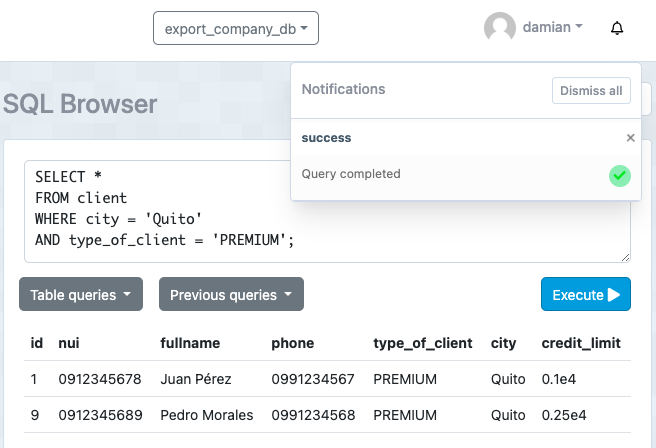 export_company_db
damian
Notifications
Dismiss all
success
×
Query completed
SQL Browser
SELECT *
FROM client
WHERE city = 'Quito'
AND type_of_client = 'PREMIUM';
Table queries
Previous queries
Execute
id nui fullname phone type_of_client city credit_limit
1 0912345678 Juan Pérez 0991234567 PREMIUM Quito 0.1e4
9 0912345689 Pedro Morales 0991234568 PREMIUM Quito 0.25e4